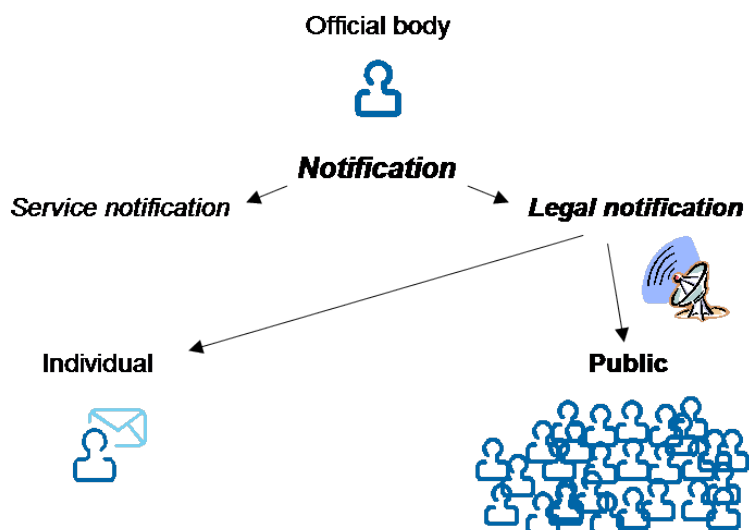 Official body
Notification
Service notification
Legal notification
Individual
Public